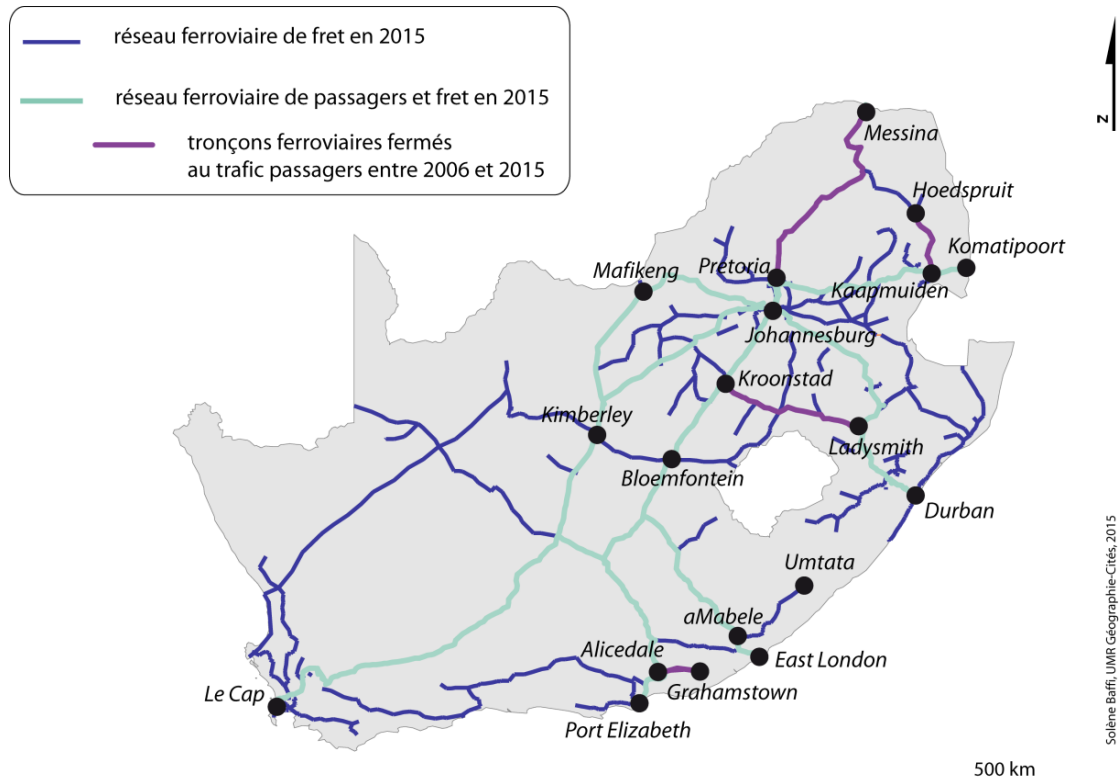 réseau ferroviaire de fret en 2015
réseau ferroviaire de passagers et fret en 2015
tronçons ferroviaires fermés
au trafic passagers entre 2006 et 2015
z
Messina
Hoedspruit
Komatipoort
Mafikeng
Pretoria
Kaapmuiden
Johannesburg
Kroonstad
Kimberley
Ladysmith
Bloemfontein
Durban
Umtata
aMabele
Alicedale
East London
Grahamstown
Le Cap
Port Elizabeth
500 km
Solène Baffi, UMR Géographie-Cités, 2015